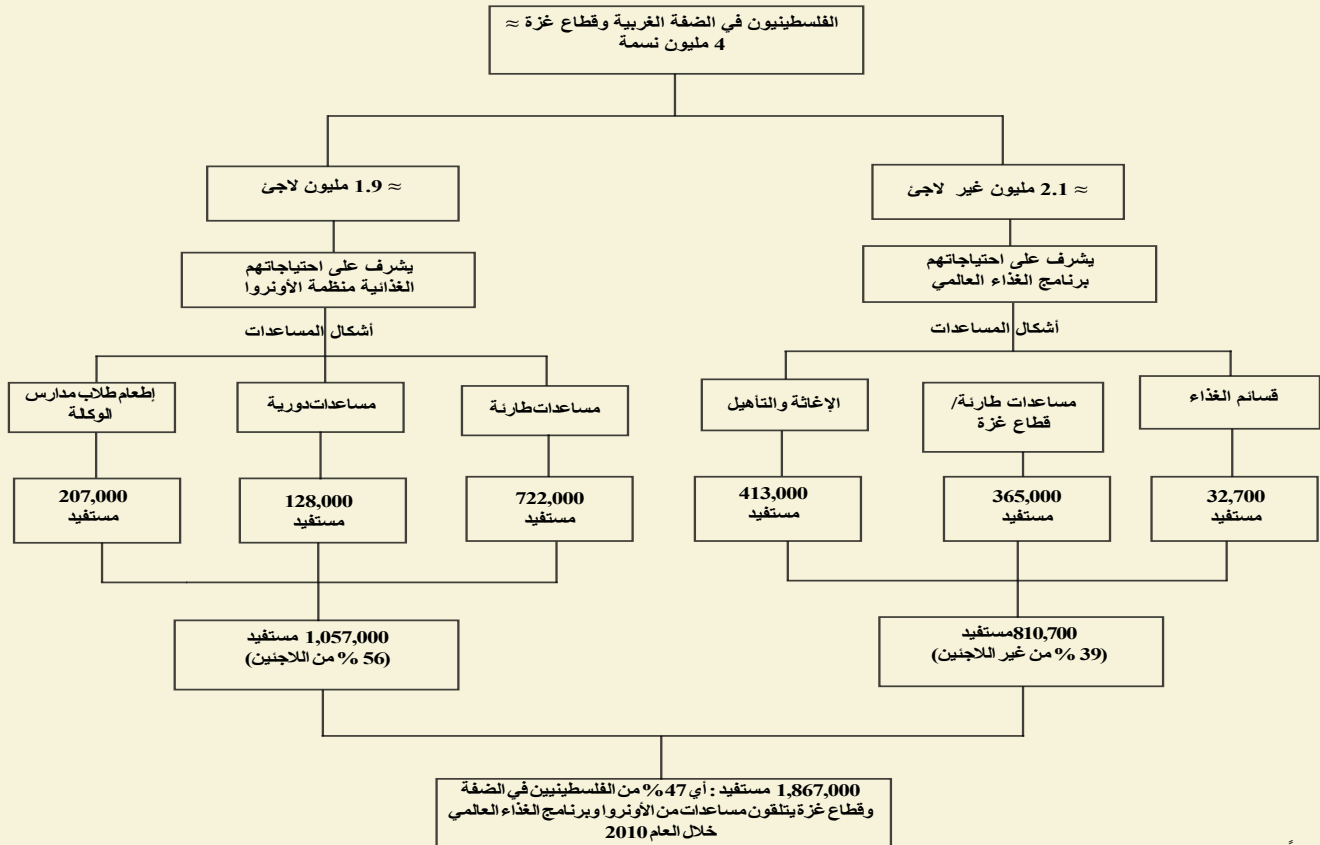 الفلسطينيون في الضفة الغربية وقطاع غزة ≈
4 مليون نسمة
≈ 2.1 مليون غير لاجئ
≈ 1.9 مليون لاجئ
يشرف على احتياجاتهم
برنامج الغذاء العالمي
يشرف على احتياجاتهم
الغذائية منظمة الأونروا
أشكال المساعدات
أشكال المساعدات
قسائم الغذاء
مساعدات طارئة/
قطاع غزة
الإغاثة والتأهيل
مساعدات طارئة
مساعدات دورية
إطعام طلاب مدارس
الوكالة
32,700
مستفيد
365,000
مستفيد
413,000
مستفيد
722,000
مستفيد
128,000
مستفيد
207,000
مستفيد
810,700 مستفيد
(39 % من غير اللاجئين)
1,057,000 مستفيد
(56 % من اللاجئين)
1,867,000 مستفيد : أي 47% من الفلسطينيين في الضفة
وقطاع غزة يتلقون مساعدات من الأونروا وبرنامج الغذاء العالمي
خلال العام 2010